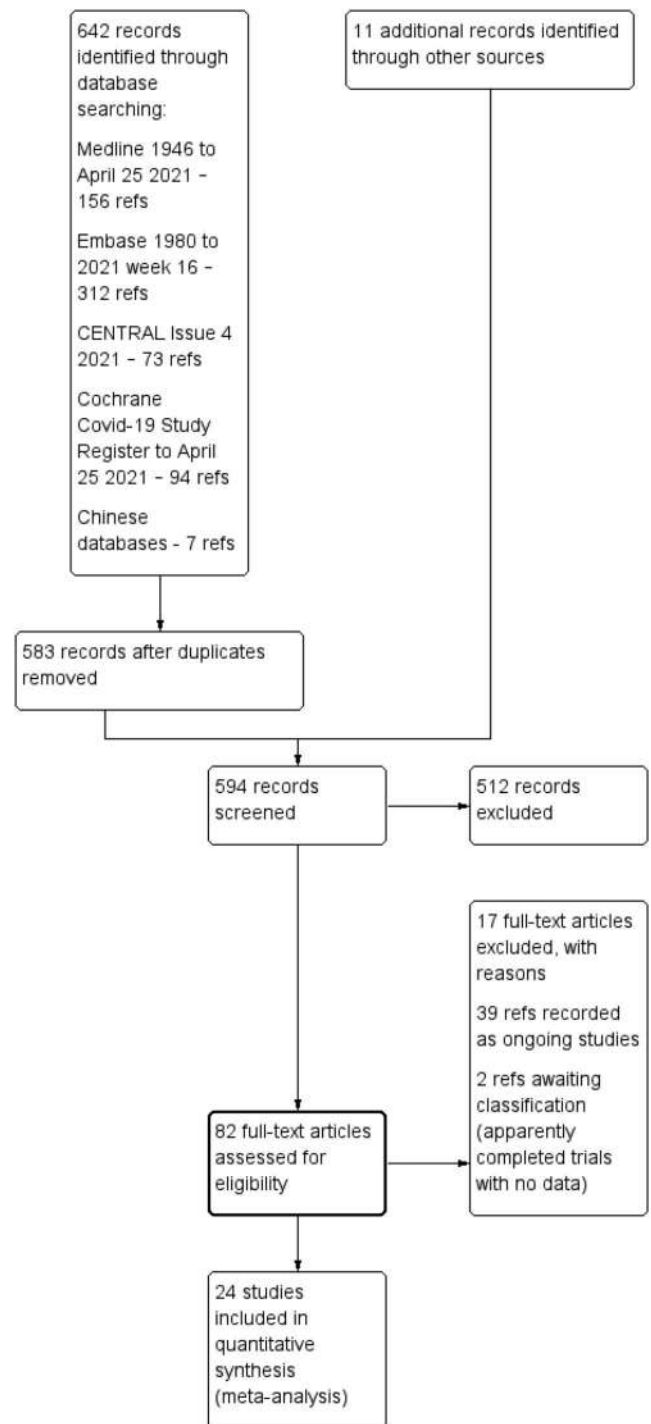 642 records
identified through
database
searching:
Medline 1946 to
April 25 2021 –
156 refs
Embase 1980 to
2021 week 16 –
312 refs
CENTRAL Issue 4
2021 – 73 refs
Cochrane
Covid-19 Study
Register to April
25 2021 – 94 refs
Chinese
databases - 7 refs
11 additional records identified
through other sources
583 records after duplicates
removed
594 records
screened
512 records
excluded
17 full-text articles
excluded, with
reasons
39 refs recorded
as ongoing studies
2 refs awaiting
classification
(apparently
completed trials
with no data)
82 full-text articles
assessed for
eligibility
24 studies
included in
quantitative
synthesis
(meta-analysis)